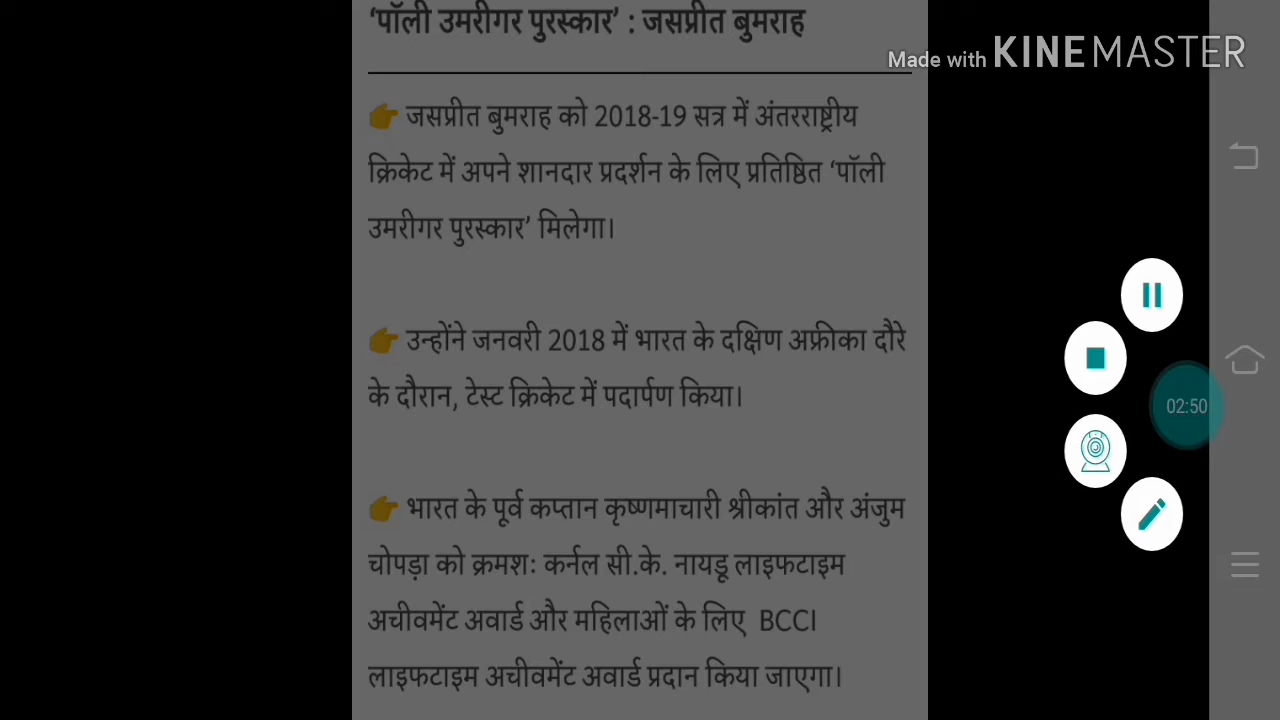 ‘पॉली उमरीगर पुरस्कार’ : जसप्रीत बुमराह
Made with KINEMASTER
👉 जसप्रीत बुमराह को 2018-19 सत्र में अंतरराष्ट्रीय
क्रिकेट में अपने शानदार प्रदर्शन के लिए प्रतिष्ठित ‘पॉली
उमरीगर पुरस्कार’ मिलेगा।
👉 उन्होंने जनवरी 2018 में भारत के दक्षिण अफ्रीका दौरे
के दौरान, टेस्ट क्रिकेट में पदार्पण किया।
02:50
👉 भारत के पूर्व कप्तान कृष्णमाचारी श्रीकांत और अंजुम
चोपड़ा को क्रमशः कर्नल सी.के. नायडू लाइफटाइम
अचीवमेंट अवार्ड और महिलाओं के लिए BCCI
लाइफटाइम अचीवमेंट अवार्ड प्रदान किया जाएगा।